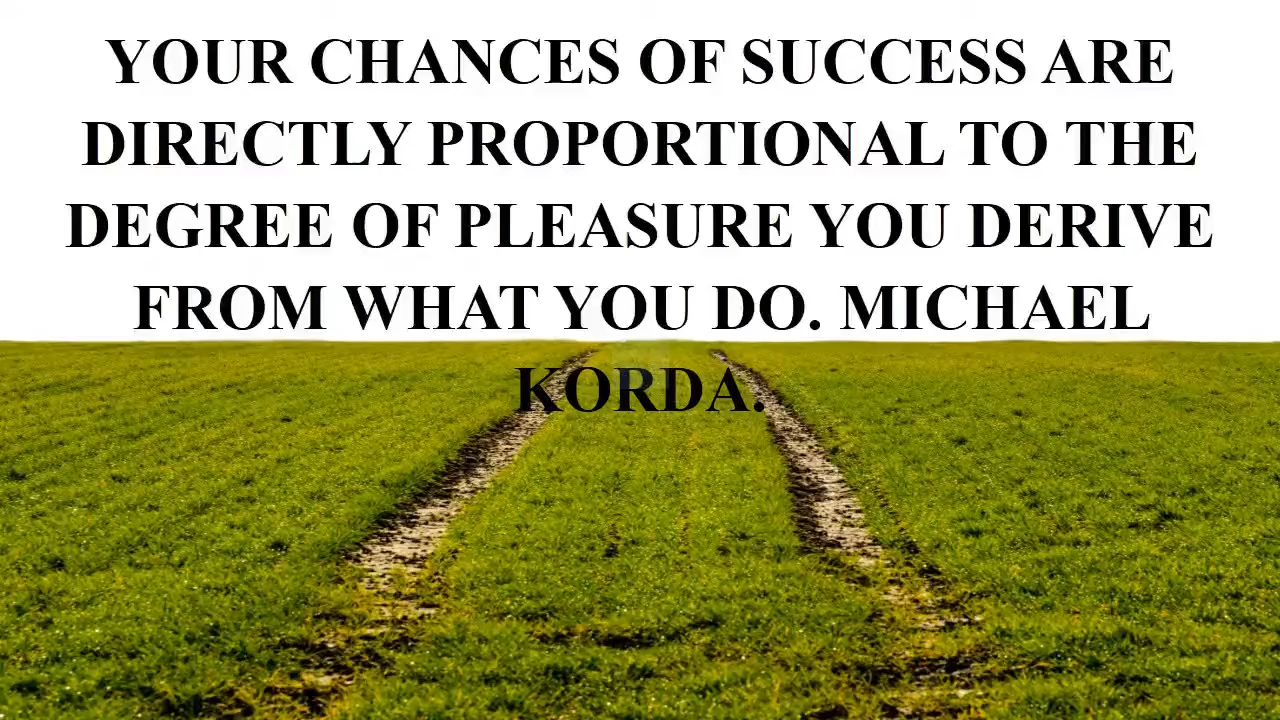 YOUR CHANCES OF SUCCESS ARE
DIRECTLY PROPORTIONAL TO THE
DEGREE OF PLEASURE YOU DERIVE
FROM WHAT YOU DO. MICHAEL
KORDA.